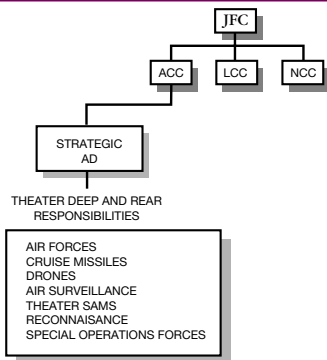 JFC
ACC LCC NCC
STRATEGIC
AD
THEATER DEEP AND REAR
RESPONSIBILITIES
AIR FORCES
CRUISE MISSILES
DRONES
AIR SURVEILLANCE
THEATER SAMS
RECONNAISANCE
SPECIAL OPERATIONS FORCES